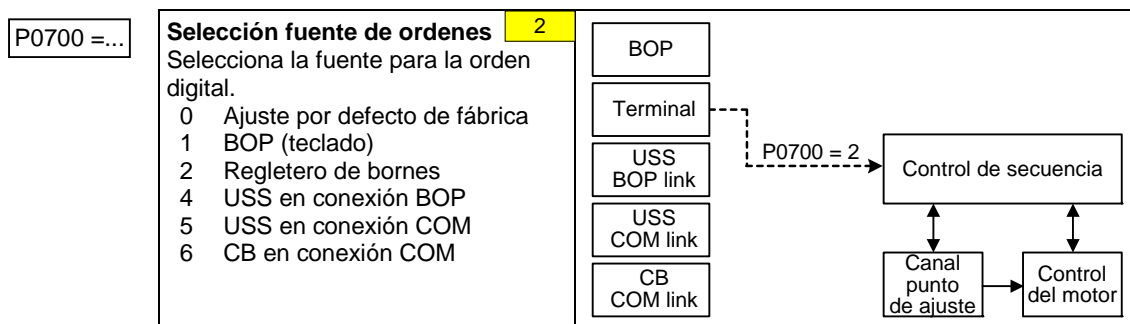 P0700 =...
Selección fuente de ordenes 2
Selecciona la fuente para la orden
digital.
0 Ajuste por defecto de fábrica
1 BOP (teclado)
2 Regletero de bornes
4 USS en conexión BOP
5 USS en conexión COM
6 CB en conexión COM
BOP
Terminal
USS
BOP link
USS
COM link
CB
COM link
P0700 = 2
Control de secuencia
Canal
punto
de ajuste
Control
del motor